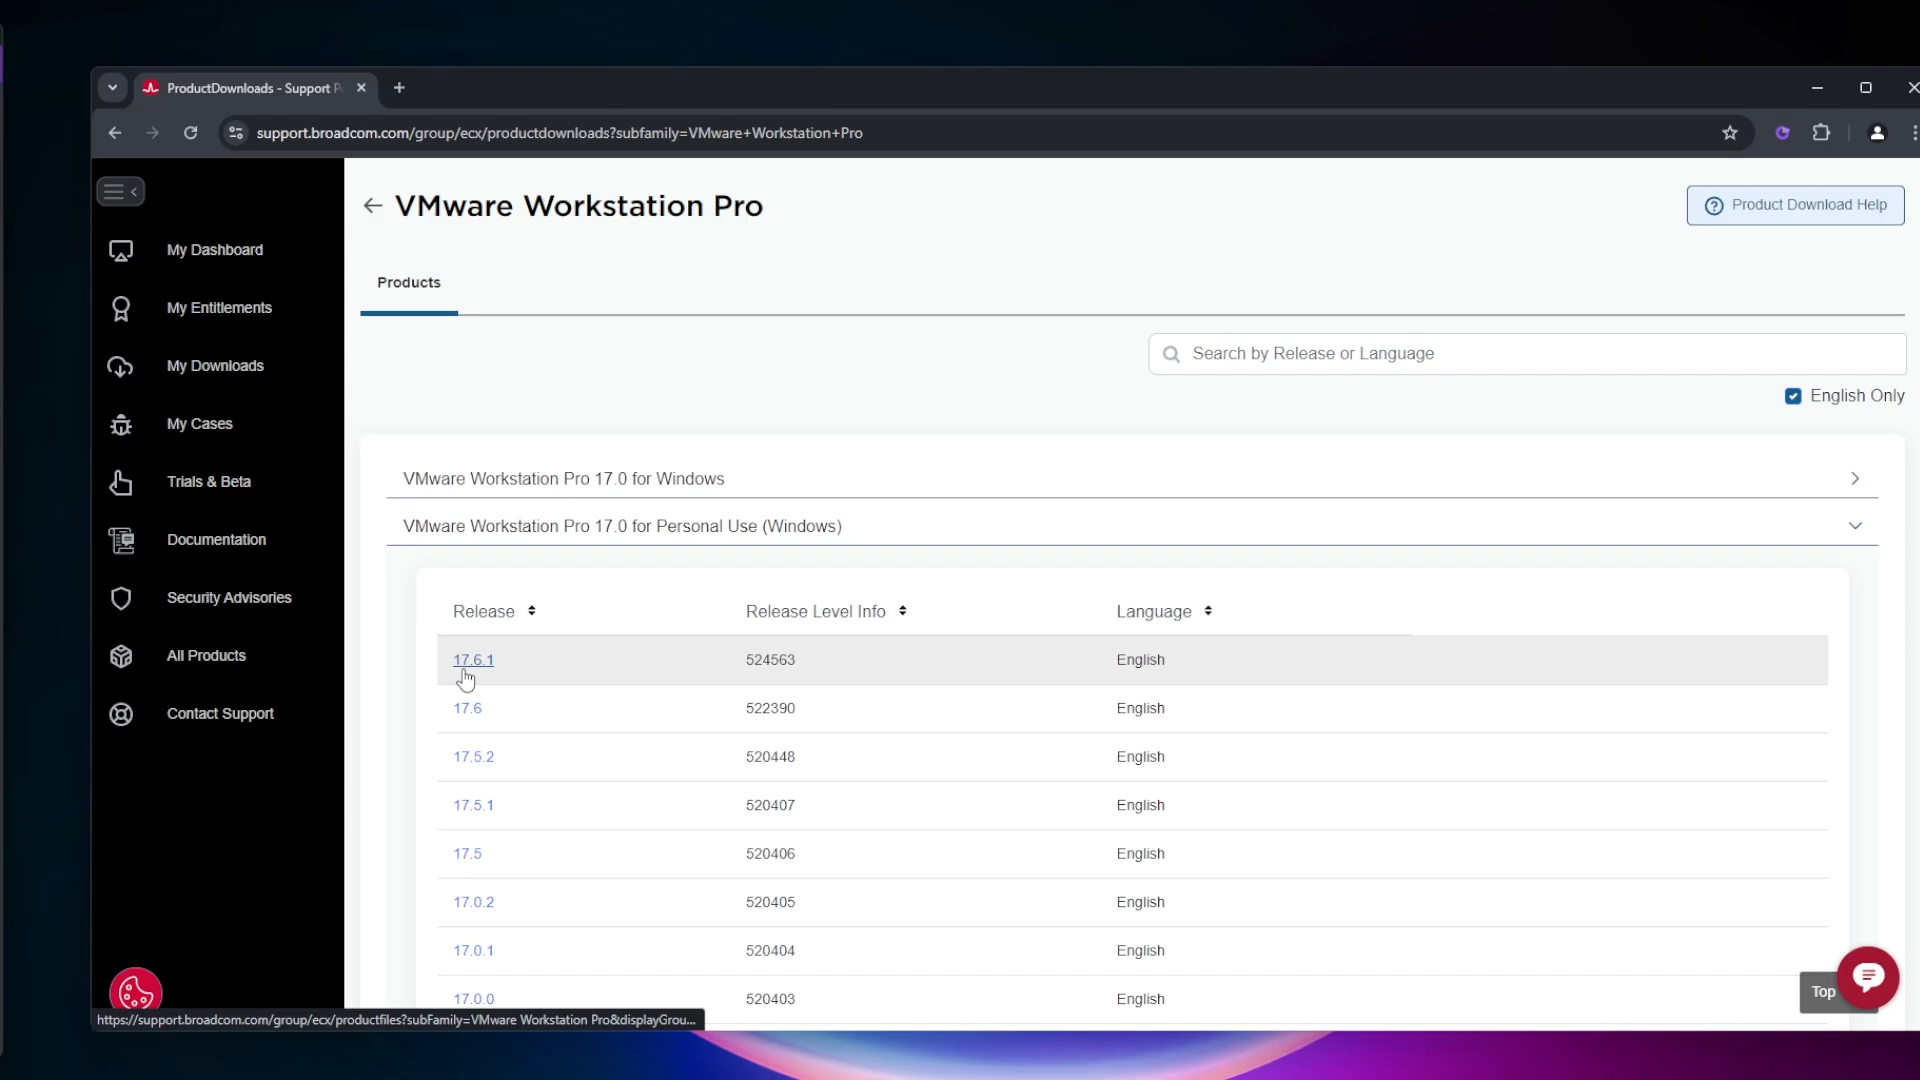 ProductDownloads - Support P
support.broadcom.com/group/ecx/productdownloads?subfamily=VMware+Workstation+Pro
My Dashboard
My Entitlements
My Downloads
My Cases
Trials & Beta
Documentation
Security Advisories
All Products
Contact Support
VMware Workstation Pro
Product Download Help
Products
Search by Release or Language
English Only
VMware Workstation Pro 17.0 for Windows
VMware Workstation Pro 17.0 for Personal Use (Windows)
Release Release Level Info Language
17.6.1 524563 English
17.6 522390 English
17.5.2 520448 English
17.5.1 520407 English
17.5 520406 English
17.0.2 520405 English
17.0.1 520404 English
17.0.0 520403 English
Top
https://support.broadcom.com/group/ecx/productfiles?subFamily=VMware Workstation Pro&displayGrou...